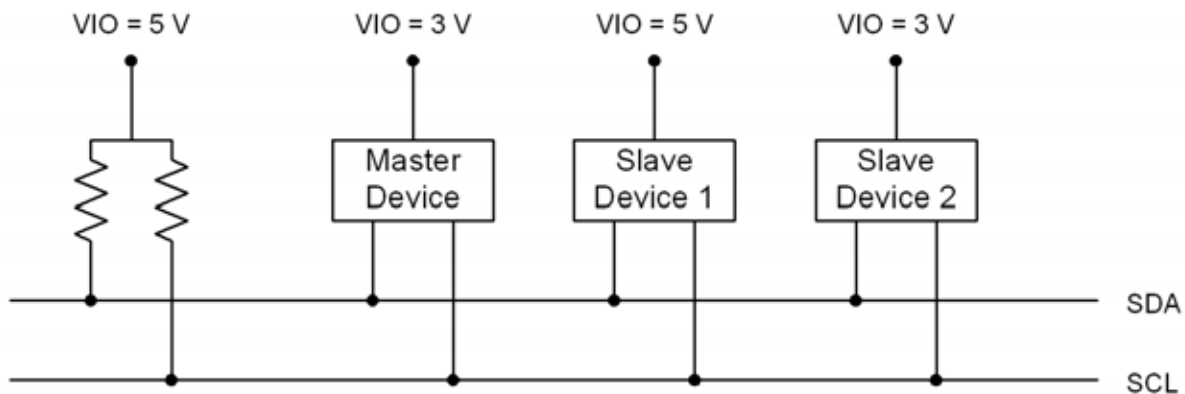 VIO = 5 V
VIO = 3 V
VIO = 5 V
VIO = 3 V
Master
Device
Slave
Device 1
Slave
Device 2
SDA
SCL